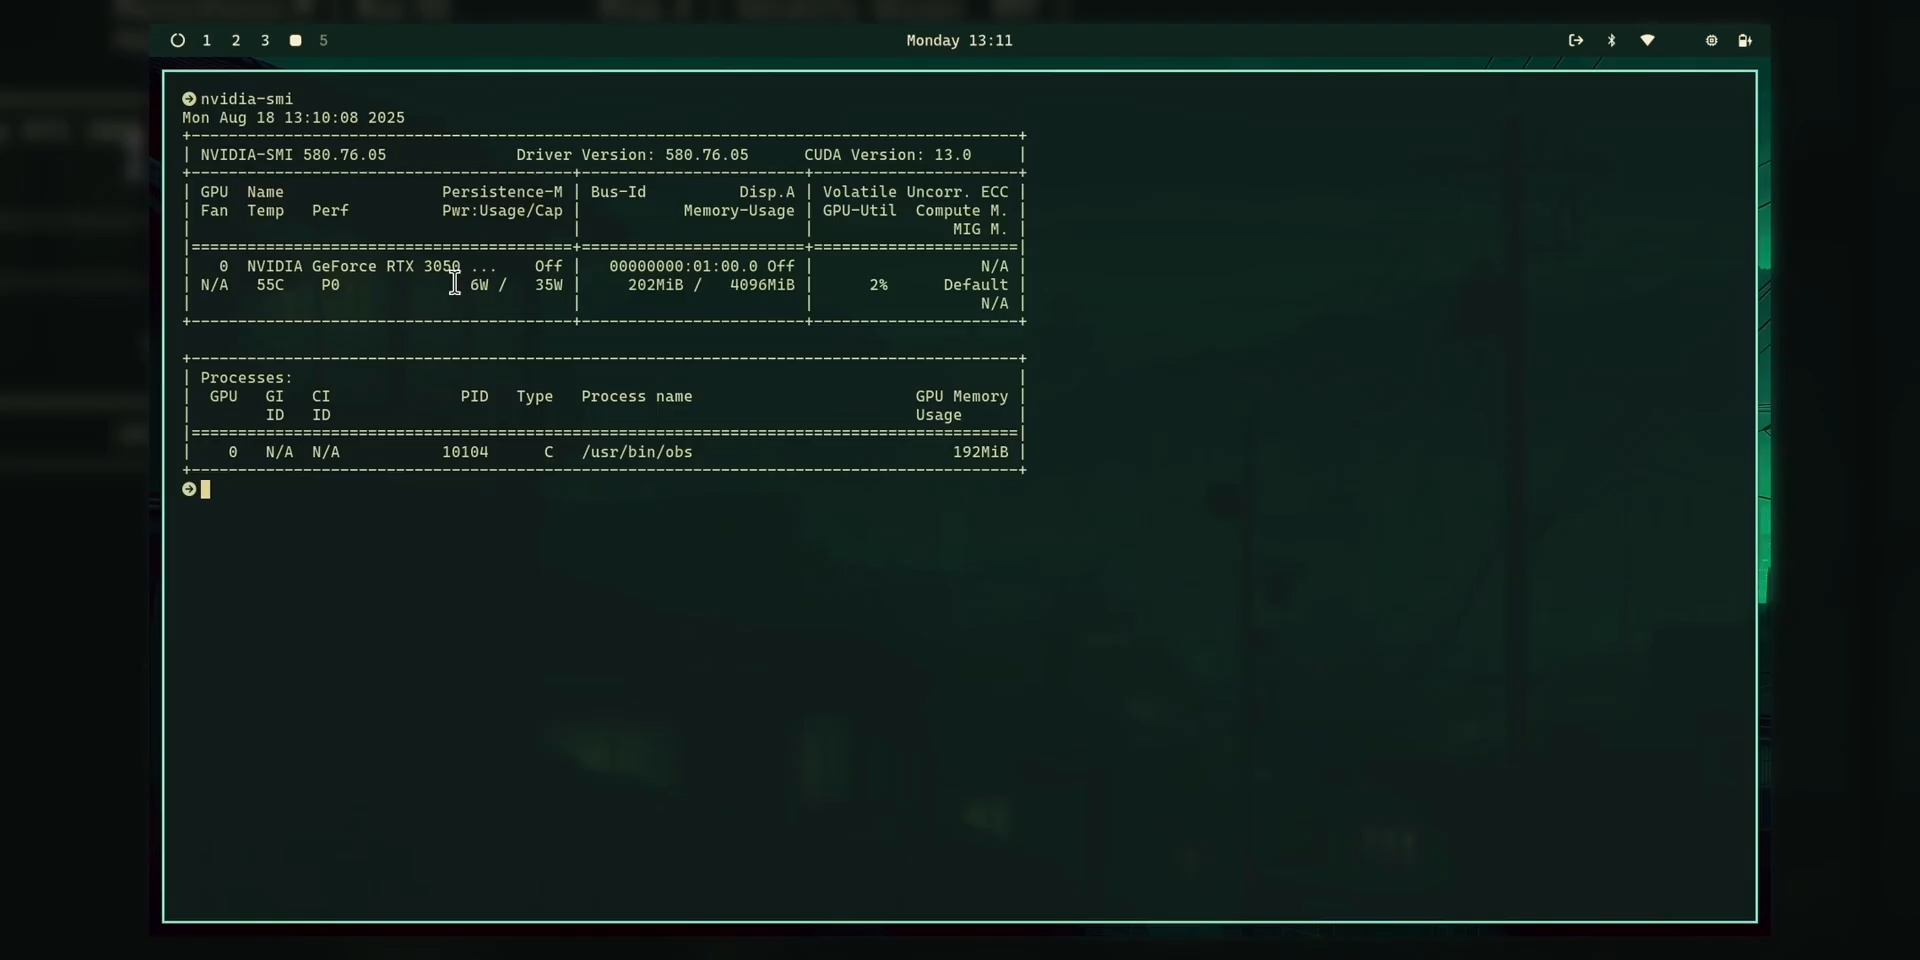 1 2 3 5 Monday 13:11
nvidia-smi
Mon Aug 18 13:10:08 2025
+-----------------------------------------------------------------------------------------+
| NVIDIA-SMI 580.76.05              Driver Version: 580.76.05      CUDA Version: 13.0     |
+-----------------------------------------+------------------------+----------------------+
| GPU  Name                 Persistence-M | Bus-Id          Disp.A | Volatile Uncorr. ECC |
| Fan  Temp   Perf          Pwr:Usage/Cap |           Memory-Usage | GPU-Util  Compute M. |
|                                         |                        |               MIG M. |
|=========================================+========================+======================|
|   0  NVIDIA GeForce RTX 3050 ...    Off |   00000000:01:00.0 Off |                  N/A |
| N/A   55C    P0              6W /   35W |     202MiB /   4096MiB |      2%      Default |
|                                         |                        |                  N/A |
+-----------------------------------------+------------------------+----------------------+
+-----------------------------------------------------------------------------------------+
| Processes:                                                                              |
|  GPU   GI   CI              PID   Type   Process name                        GPU Memory |
|        ID   ID                                                               Usage      |
|=========================================================================================|
|    0   N/A  N/A           10104      C   /usr/bin/obs                            192MiB |
+-----------------------------------------------------------------------------------------+